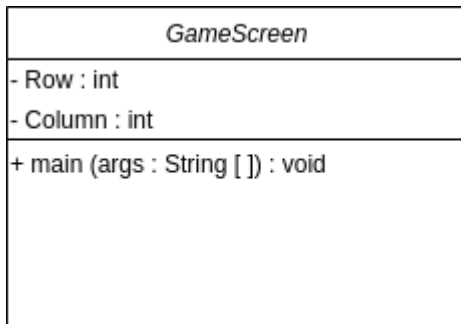 GameScreen
- Row : int
- Column : int
+ main (args : String [ ]) : void